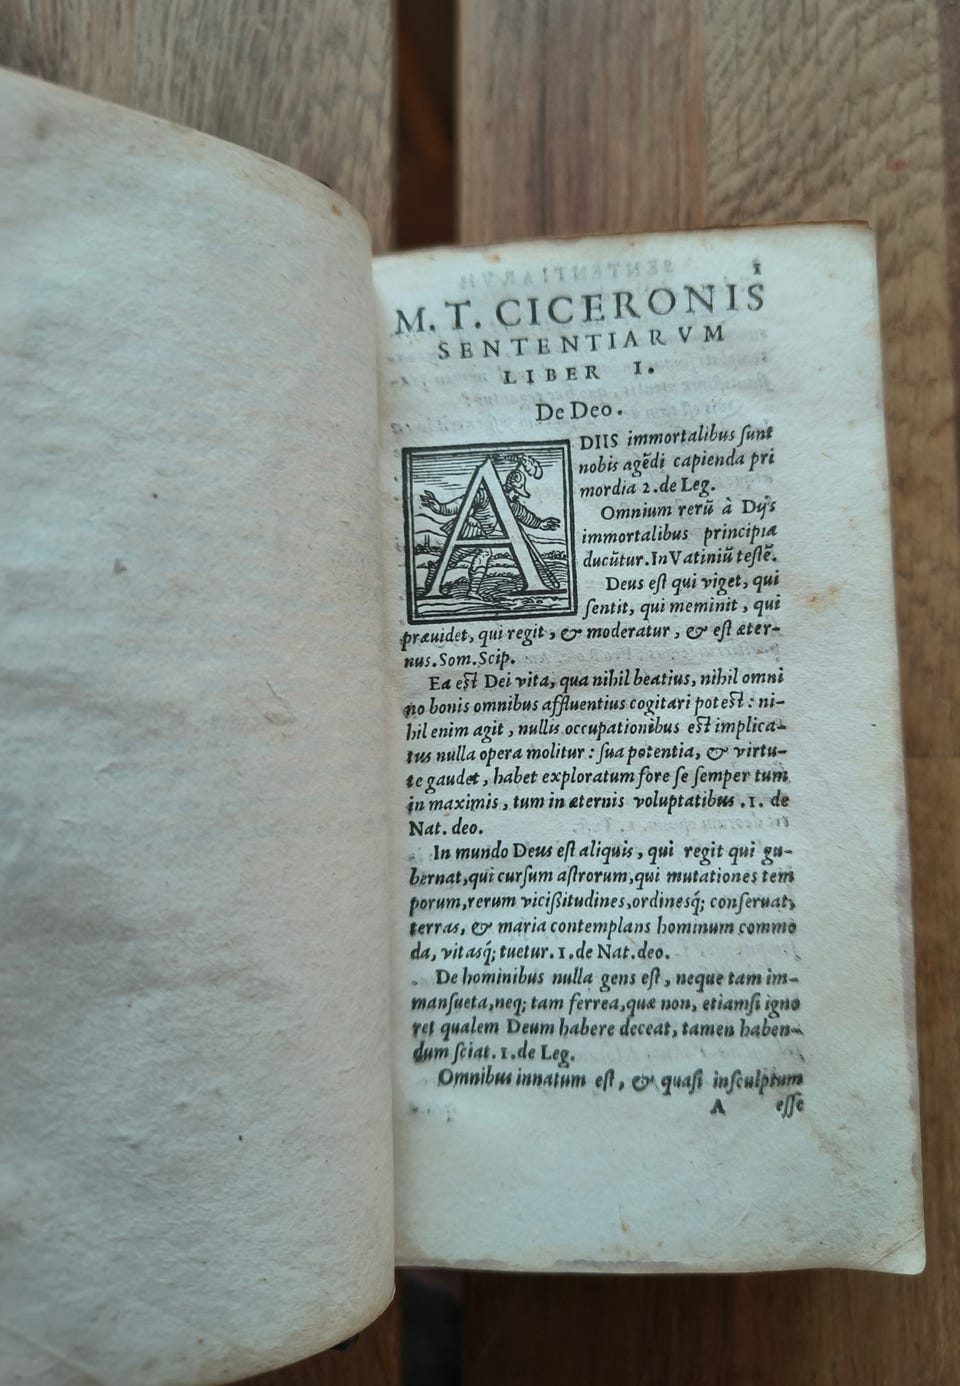 1
M. T. CICERONIS
SENTENTIARVM
LIBER I.
De Deo.
A DIIS immortalibus ſunt
nobis agẽdi capienda pri
mordia 2. de Leg.
Omnium rerũ à Dijs
immortalibus principia
ducũtur. In Vatiniũ teſtẽ.
Deus eſt qui viget, qui
ſentit, qui meminit, qui
præuidet, qui regit, & moderatur, & eſt æter-
nus. Som. Scip.
Ea eſt Dei vita, qua nihil beatius, nihil omni
no bonis omnibus affluentius cogitari poteſt: ni-
hil enim agit, nullis occupationibus eſt implica-
tus nulla opera molitur: ſua potentia, & virtu-
te gaudet, habet exploratum fore ſe ſemper tum
in maximis, tum in æternis voluptatibus. 1. de
Nat. deo.
In mundo Deus eſt aliquis, qui regit qui gu-
bernat, qui curſum aſtrorum, qui mutationes tem
porum, rerum viciſſitudines, ordinesq́; conſeruat,
terras, & maria contemplans hominum commo
da, vitasq́; tuetur. 1. de Nat. deo.
De hominibus nulla gens eſt, neque tam im-
manſueta, neq; tam ferrea, quæ non, etiamſi igno
ret qualem Deum habere deceat, tamen haben-
dum ſciat. 1. de Leg.
Omnibus innatum eſt, & quaſi inſculptum
A esſe